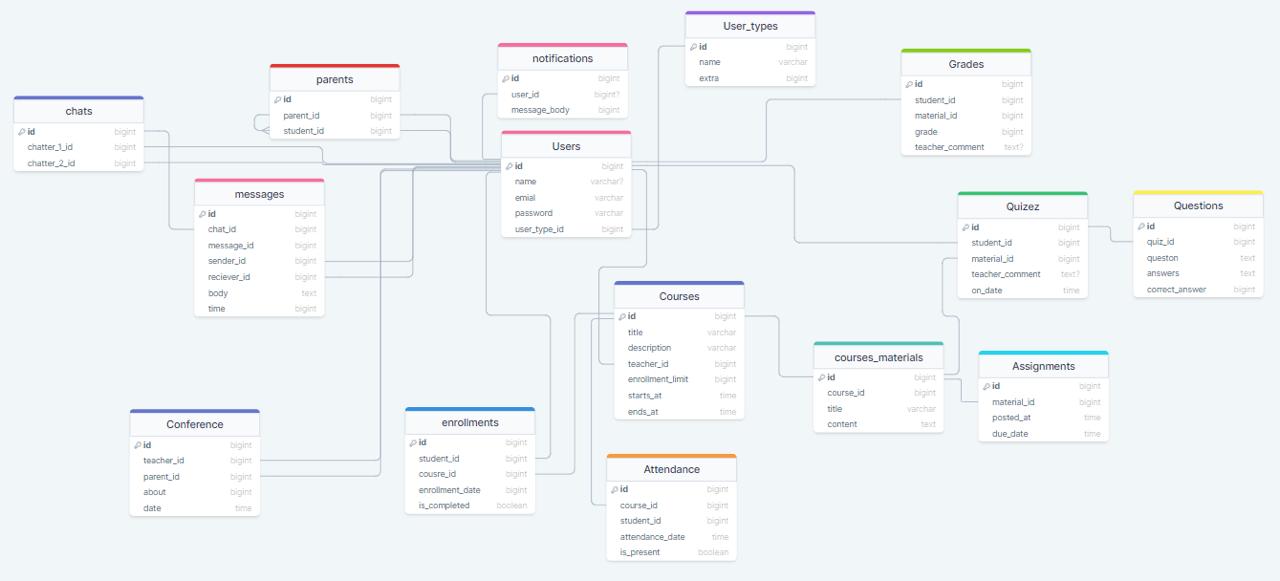 User_types
id bigint
name varchar
extra bigint
notifications
id bigint
user_id bigint?
message_body bigint
Grades
id bigint
student_id bigint
material_id bigint
grade bigint
teacher_comment text?
parents
id bigint
parent_id bigint
student_id bigint
chats
id bigint
chatter_1_id bigint
chatter_2_id bigint
Users
id bigint
name varchar?
emial varchar
password varchar
user_type_id bigint
messages
id bigint
chat_id bigint
message_id bigint
sender_id bigint
reciever_id bigint
body text
time bigint
Quizez
id bigint
student_id bigint
material_id bigint
teacher_comment text?
on_date time
Questions
id bigint
quiz_id bigint
queston text
answers text
correct_answer bigint
Courses
id bigint
title varchar
description varchar
teacher_id bigint
enrollment_limit bigint
starts_at time
ends_at time
courses_materials
id bigint
course_id bigint
title varchar
content text
Assignments
id bigint
material_id bigint
posted_at time
due_date time
Conference
id bigint
teacher_id bigint
parent_id bigint
about bigint
date time
enrollments
id bigint
student_id bigint
cousre_id bigint
enrollment_date bigint
is_completed boolean
Attendance
id bigint
course_id bigint
student_id bigint
attendance_date time
is_present boolean